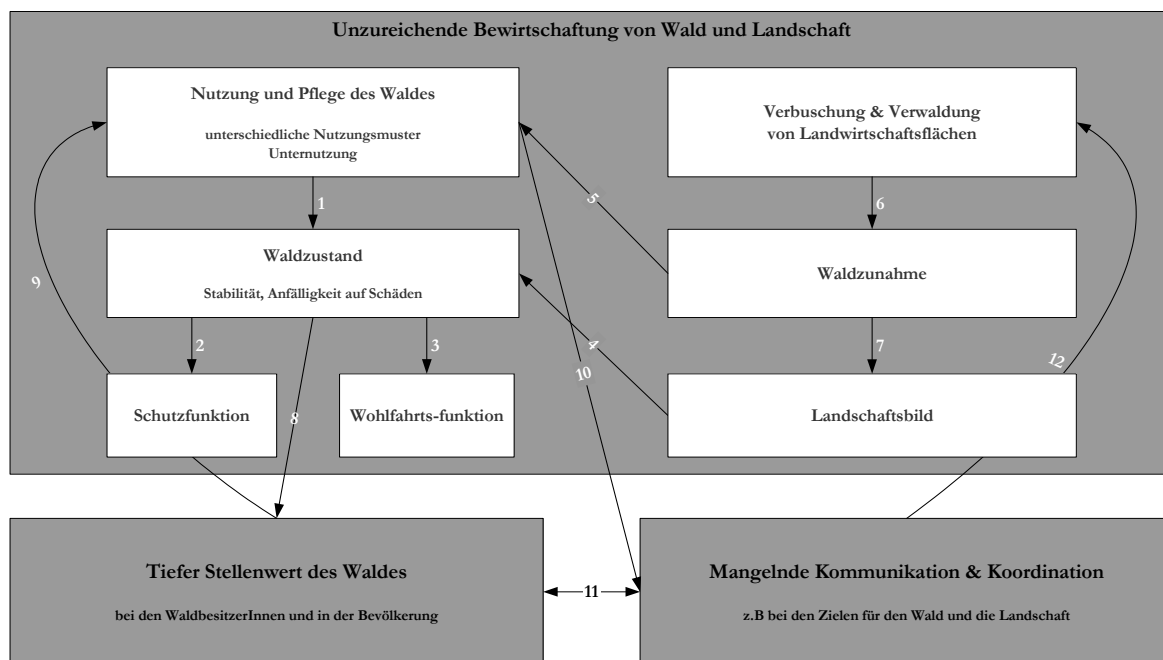 Unzureichende Bewirtschaftung von Wald und Landschaft
Nutzung und Pflege des Waldes
unterschiedliche Nutzungsmuster
Unternutzung
Verbuschung & Verwaldung
von Landwirtschaftsflächen
1
5
6
Waldzustand
Stabilität, Anfälligkeit auf Schäden
Waldzunahme
9
2
3
4
7
10
12
Schutzfunktion
8
Wohlfahrts-funktion
Landschaftsbild
Tiefer Stellenwert des Waldes
bei den WaldbesitzerInnen und in der Bevölkerung
11
Mangelnde Kommunikation & Koordination
z.B bei den Zielen für den Wald und die Landschaft